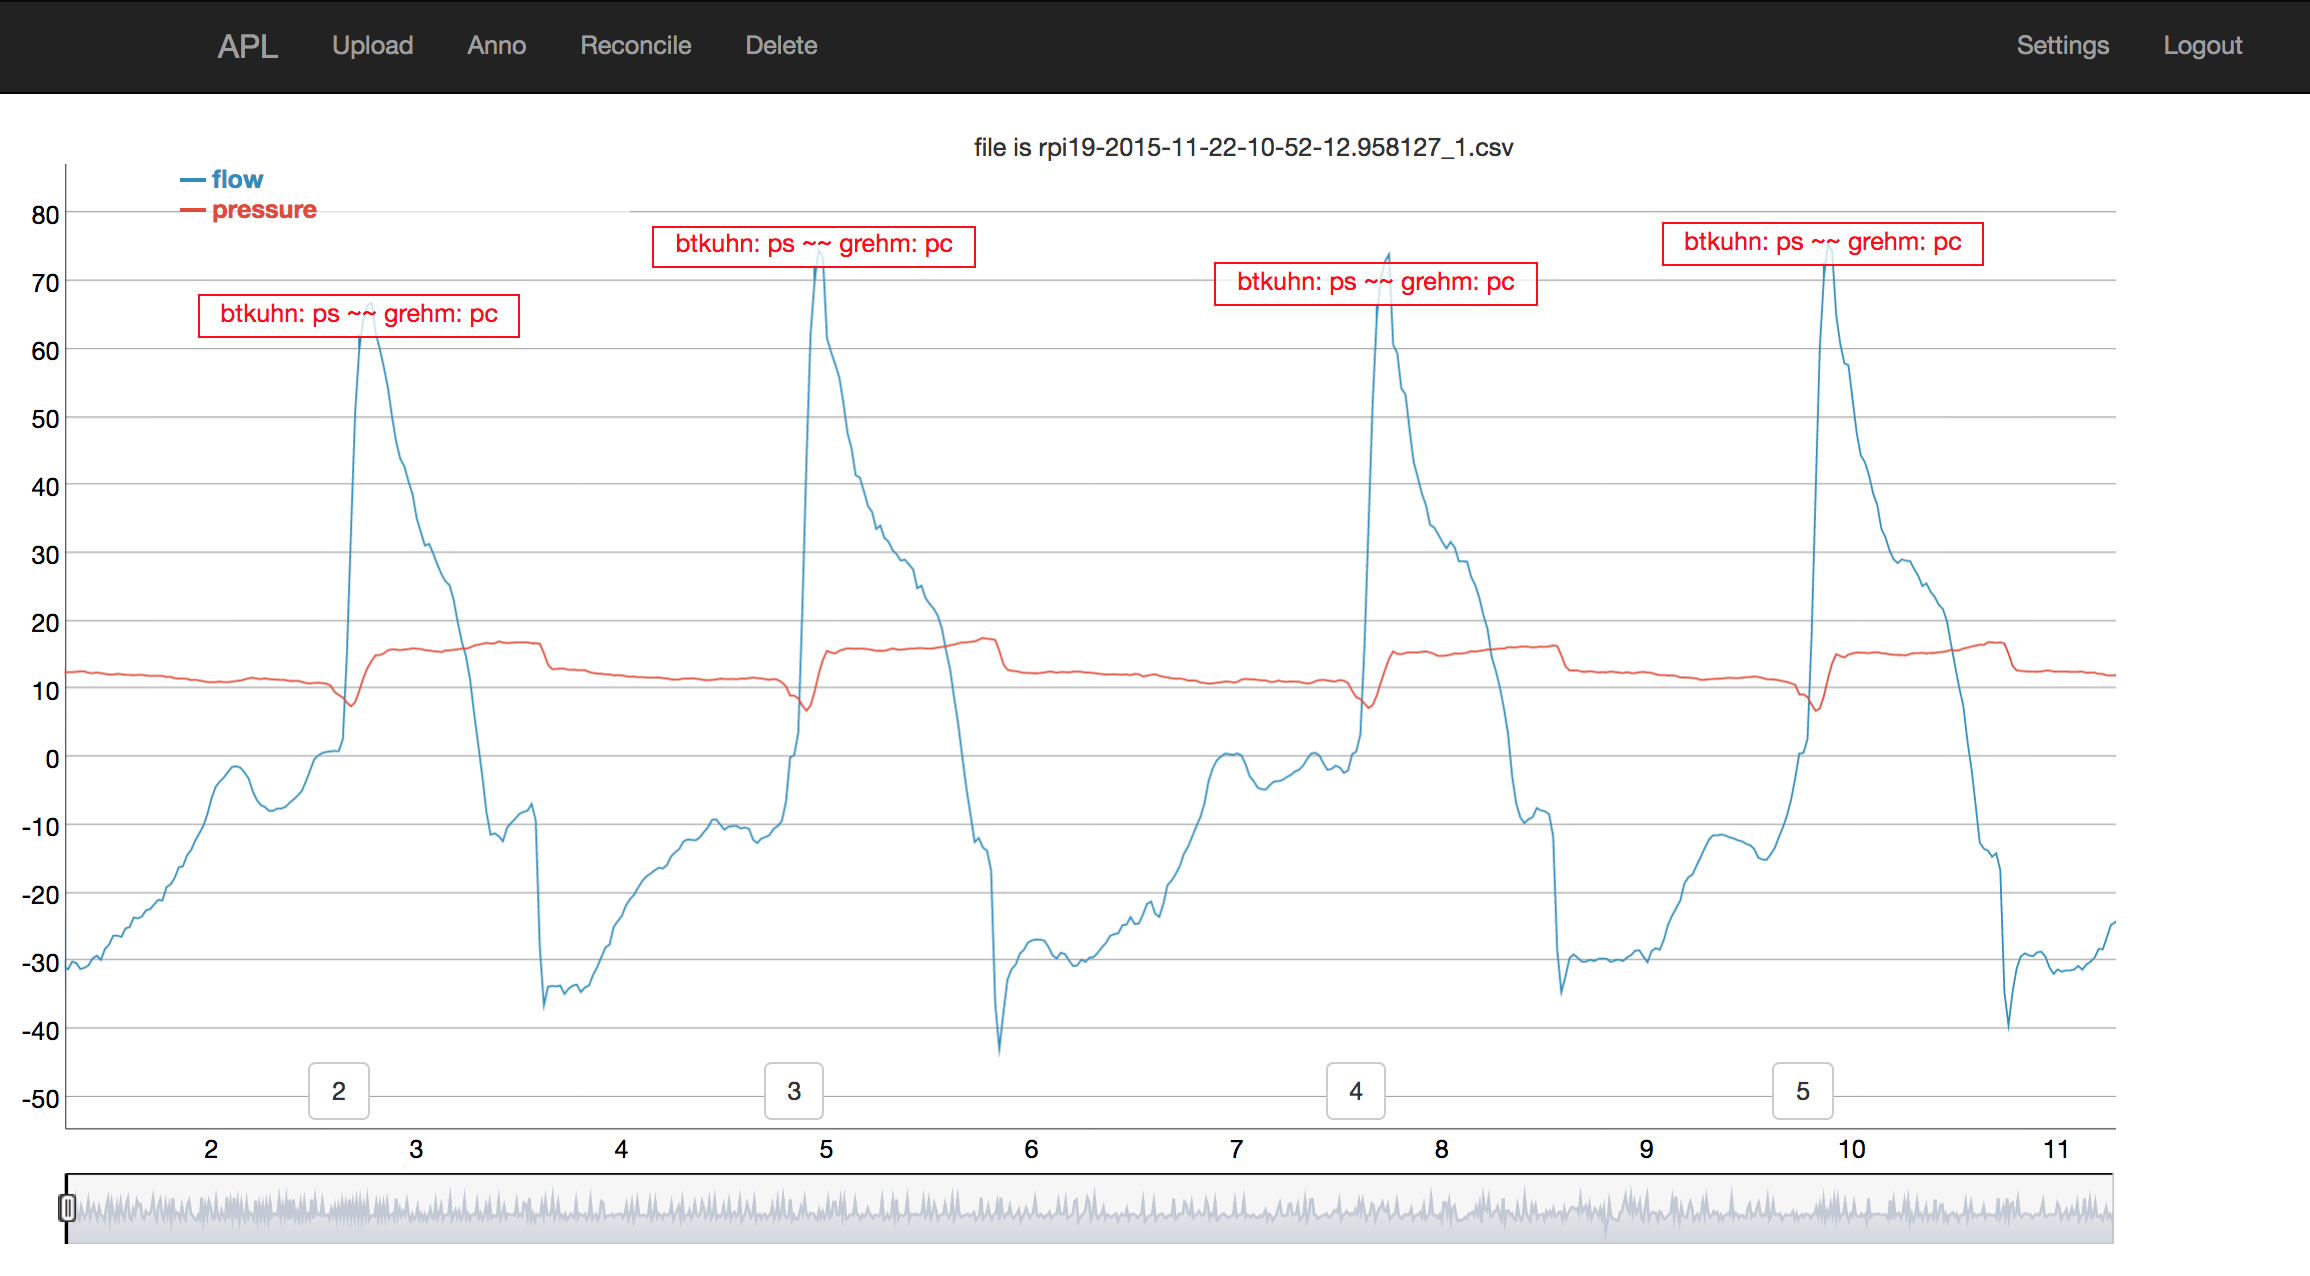 APL Upload Anno Reconcile Delete Settings Logout
file is rpi19-2015-11-22-10-52-12.958127_1.csv
flow
pressure
80
70
60
50
40
30
20
10
0
-10
-20
-30
-40
-50
btkuhn: ps ~~ grehm: pc
btkuhn: ps ~~ grehm: pc
btkuhn: ps ~~ grehm: pc
btkuhn: ps ~~ grehm: pc
2 3 4 5
2 3 4 5 6 7 8 9 10 11